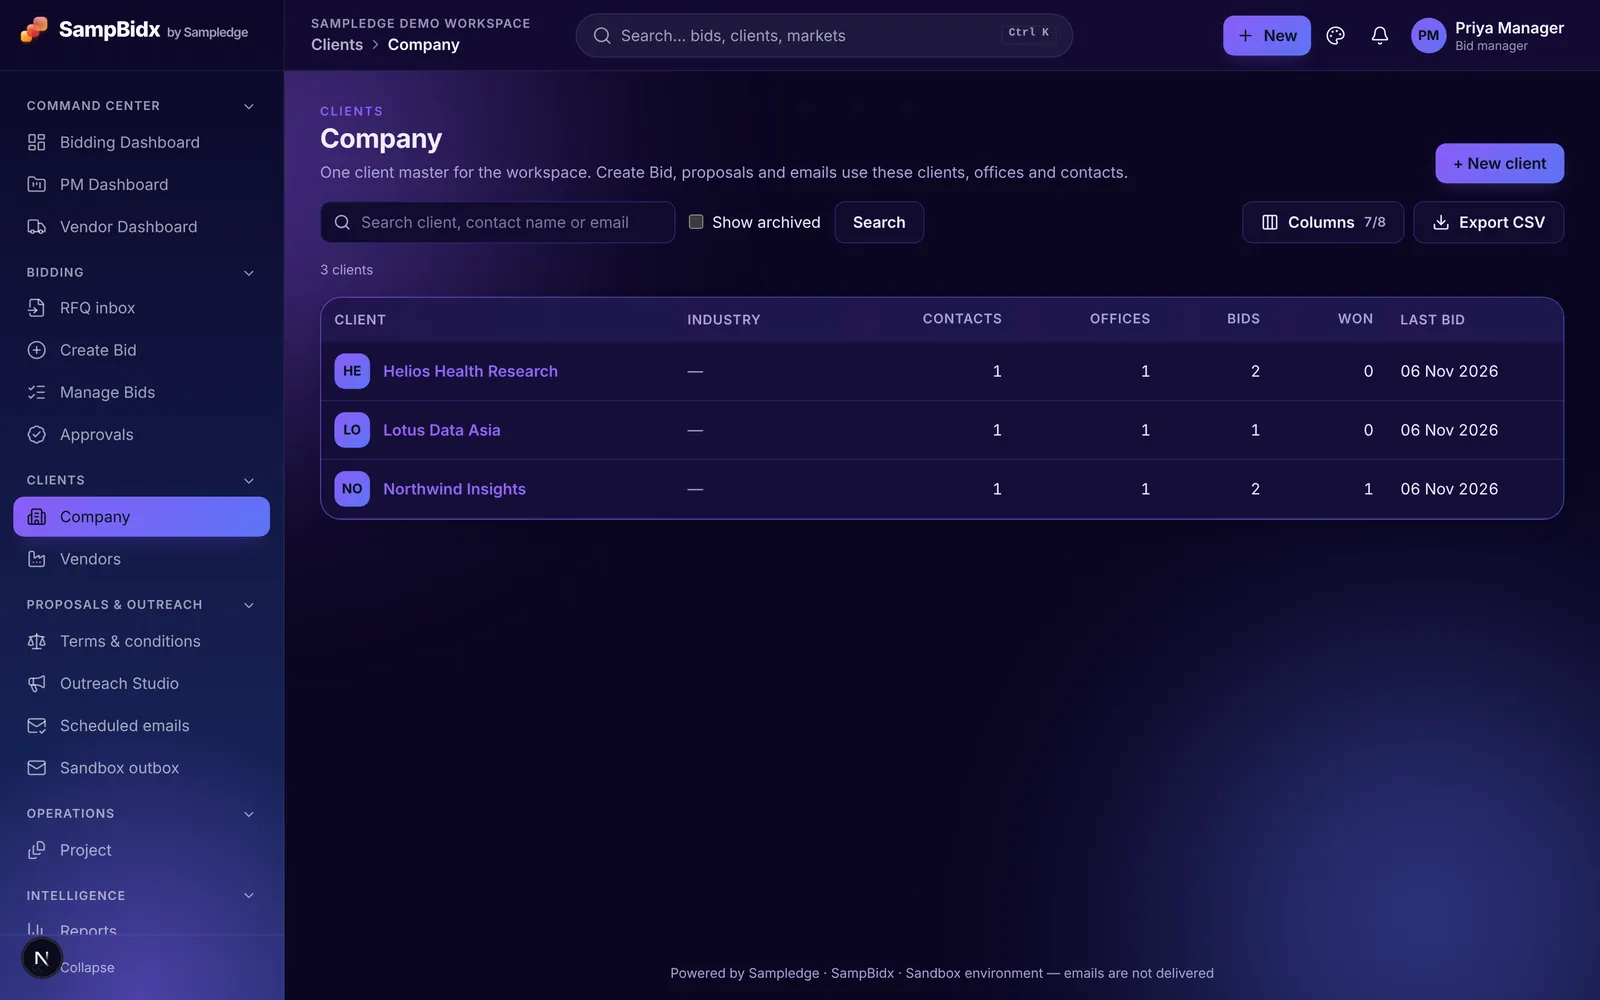 SampBidx by Sampledge
SAMPLEDGE DEMO WORKSPACE
Clients > Company
Search... bids, clients, markets
Ctrl K
+ New
PM
Priya Manager
Bid manager
COMMAND CENTER
Bidding Dashboard
PM Dashboard
Vendor Dashboard
BIDDING
RFQ inbox
Create Bid
Manage Bids
Approvals
CLIENTS
Company
Vendors
PROPOSALS & OUTREACH
Terms & conditions
Outreach Studio
Scheduled emails
Sandbox outbox
OPERATIONS
Project
INTELLIGENCE
Reports
N
Collapse
CLIENTS
Company
One client master for the workspace. Create Bid, proposals and emails use these clients, offices and contacts.
+ New client
Search client, contact name or email
Show archived
Search
Columns 7/8
Export CSV
3 clients
CLIENT INDUSTRY CONTACTS OFFICES BIDS WON LAST BID
HE Helios Health Research — 1 1 2 0 06 Nov 2026
LO Lotus Data Asia — 1 1 1 0 06 Nov 2026
NO Northwind Insights — 1 1 2 1 06 Nov 2026
Powered by Sampledge · SampBidx · Sandbox environment — emails are not delivered